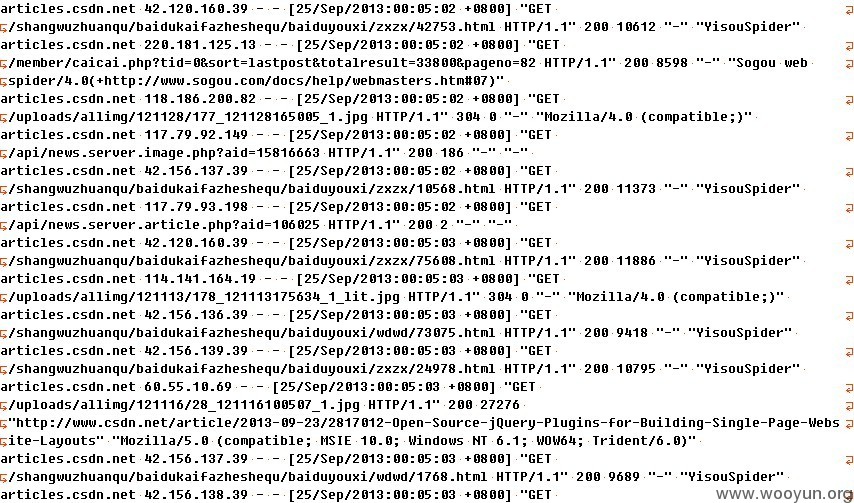 articles.csdn.net 42.120.160.39 - - [25/Sep/2013:00:05:02 +0800] "GET
/shangwuzhuanqu/baidukaifazheshequ/baiduyouxi/zxzx/42753.html HTTP/1.1" 200 10612 "-" "YisouSpider"
articles.csdn.net 220.181.125.13 - - [25/Sep/2013:00:05:02 +0800] "GET
/member/caicai.php?tid=0&sort=lastpost&totalresult=33800&pageno=82 HTTP/1.1" 200 8598 "-" "Sogou web
spider/4.0(+http://www.sogou.com/docs/help/webmasters.htm#07)"
articles.csdn.net 118.186.200.82 - - [25/Sep/2013:00:05:02 +0800] "GET
/uploads/allimg/121128/177_121128165005_1.jpg HTTP/1.1" 304 0 "-" "Mozilla/4.0 (compatible;)"
articles.csdn.net 117.79.92.149 - - [25/Sep/2013:00:05:02 +0800] "GET
/api/news.server.image.php?aid=15816663 HTTP/1.1" 200 186 "-" "-"
articles.csdn.net 42.156.137.39 - - [25/Sep/2013:00:05:02 +0800] "GET
/shangwuzhuanqu/baidukaifazheshequ/baiduyouxi/zxzx/10568.html HTTP/1.1" 200 11373 "-" "YisouSpider"
articles.csdn.net 117.79.93.198 - - [25/Sep/2013:00:05:02 +0800] "GET
/api/news.server.article.php?aid=106025 HTTP/1.1" 200 2 "-" "-"
articles.csdn.net 42.120.160.39 - - [25/Sep/2013:00:05:03 +0800] "GET
/shangwuzhuanqu/baidukaifazheshequ/baiduyouxi/zxzx/75608.html HTTP/1.1" 200 11886 "-" "YisouSpider"
articles.csdn.net 114.141.164.19 - - [25/Sep/2013:00:05:03 +0800] "GET
/uploads/allimg/121113/178_121113175634_1_lit.jpg HTTP/1.1" 304 0 "-" "Mozilla/4.0 (compatible;)"
articles.csdn.net 42.156.136.39 - - [25/Sep/2013:00:05:03 +0800] "GET
/shangwuzhuanqu/baidukaifazheshequ/baiduyouxi/wdwd/73075.html HTTP/1.1" 200 9418 "-" "YisouSpider"
articles.csdn.net 42.156.139.39 - - [25/Sep/2013:00:05:03 +0800] "GET
/shangwuzhuanqu/baidukaifazheshequ/baiduyouxi/zxzx/24978.html HTTP/1.1" 200 10795 "-" "YisouSpider"
articles.csdn.net 60.55.10.69 - - [25/Sep/2013:00:05:03 +0800] "GET
/uploads/allimg/121116/28_121116100507_1.jpg HTTP/1.1" 200 27276
"http://www.csdn.net/article/2013-09-23/2817012-Open-Source-jQuery-Plugins-for-Building-Single-Page-Webs
ite-Layouts" "Mozilla/5.0 (compatible; MSIE 10.0; Windows NT 6.1; WOW64; Trident/6.0)"
articles.csdn.net 42.156.137.39 - - [25/Sep/2013:00:05:03 +0800] "GET
/shangwuzhuanqu/baidukaifazheshequ/baiduyouxi/wdwd/1768.html HTTP/1.1" 200 9689 "-" "YisouSpider"
articles.csdn.net 42.156.138.39 - - [25/Sep/2013:00:05:03 +0800] "GET
www.wooyun.org